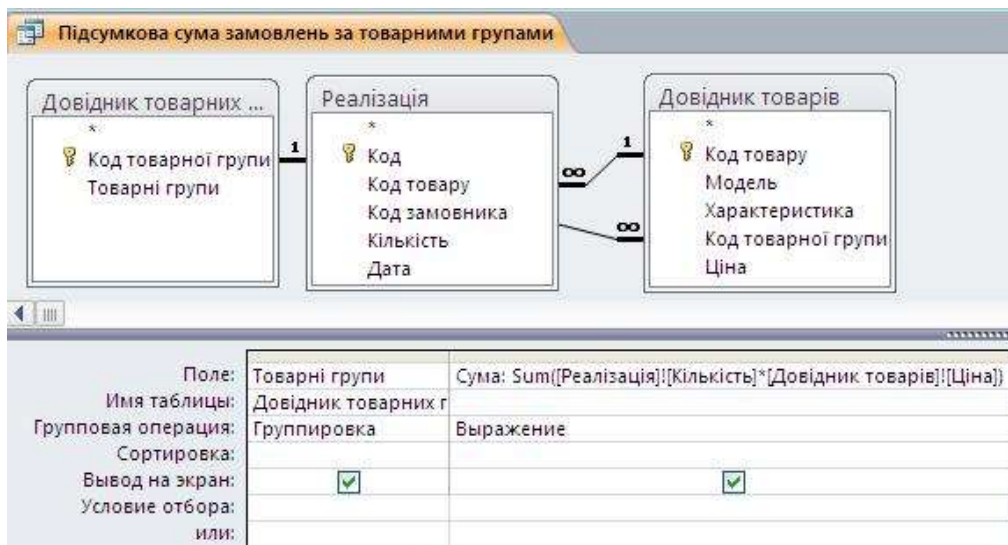 Підсумкова сума замовлень за товарними групами
Довідник товарних ...
*
Код товарної групи
Товарні групи
1
Реалізація
*
Код
Код товару
Код замовника
Кількість
Дата
∞
1
∞
Довідник товарів
*
Код товару
Модель
Характеристика
Код товарної групи
Ціна
Поле: Товарні групи Сума: Sum([Реалізація]![Кількість]*[Довідник товарів]![Ціна])
Имя таблицы: Довідник товарних г
Групповая операция: Группировка Выражение
Сортировка:
Вывод на экран:
Условие отбора:
или: